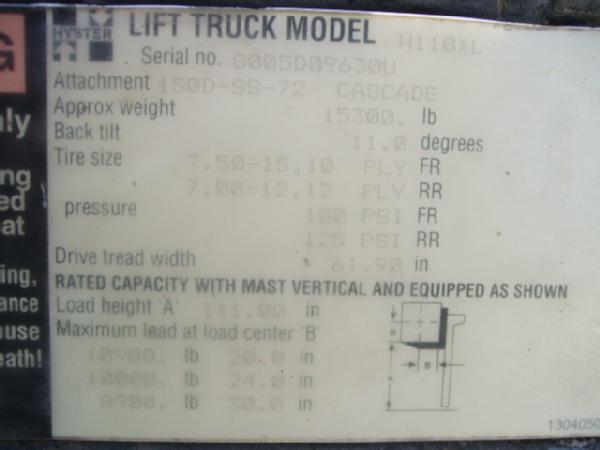 HYSTER
LIFT TRUCK MODEL H110XL
Serial no. G005D09630U
Attachment 150D-SS-72 CASCADE
Approx weight 15300. lb
Back tilt 11.0 degrees
Tire size 7.50-15,10 PLY FR
7.00-12,12 PLY RR
pressure 100 PSI FR
125 PSI RR
Drive tread width 61.90 in
RATED CAPACITY WITH MAST VERTICAL AND EQUIPPED AS SHOWN
Load height 'A' 111.00 in
Maximum load at load center 'B'
10900. lb 20.0 in
10000. lb 24.0 in
8900. lb 30.0 in
B
B
A
1304050
G
ly
ng
ed
at
ing,
ance
ause
eath!